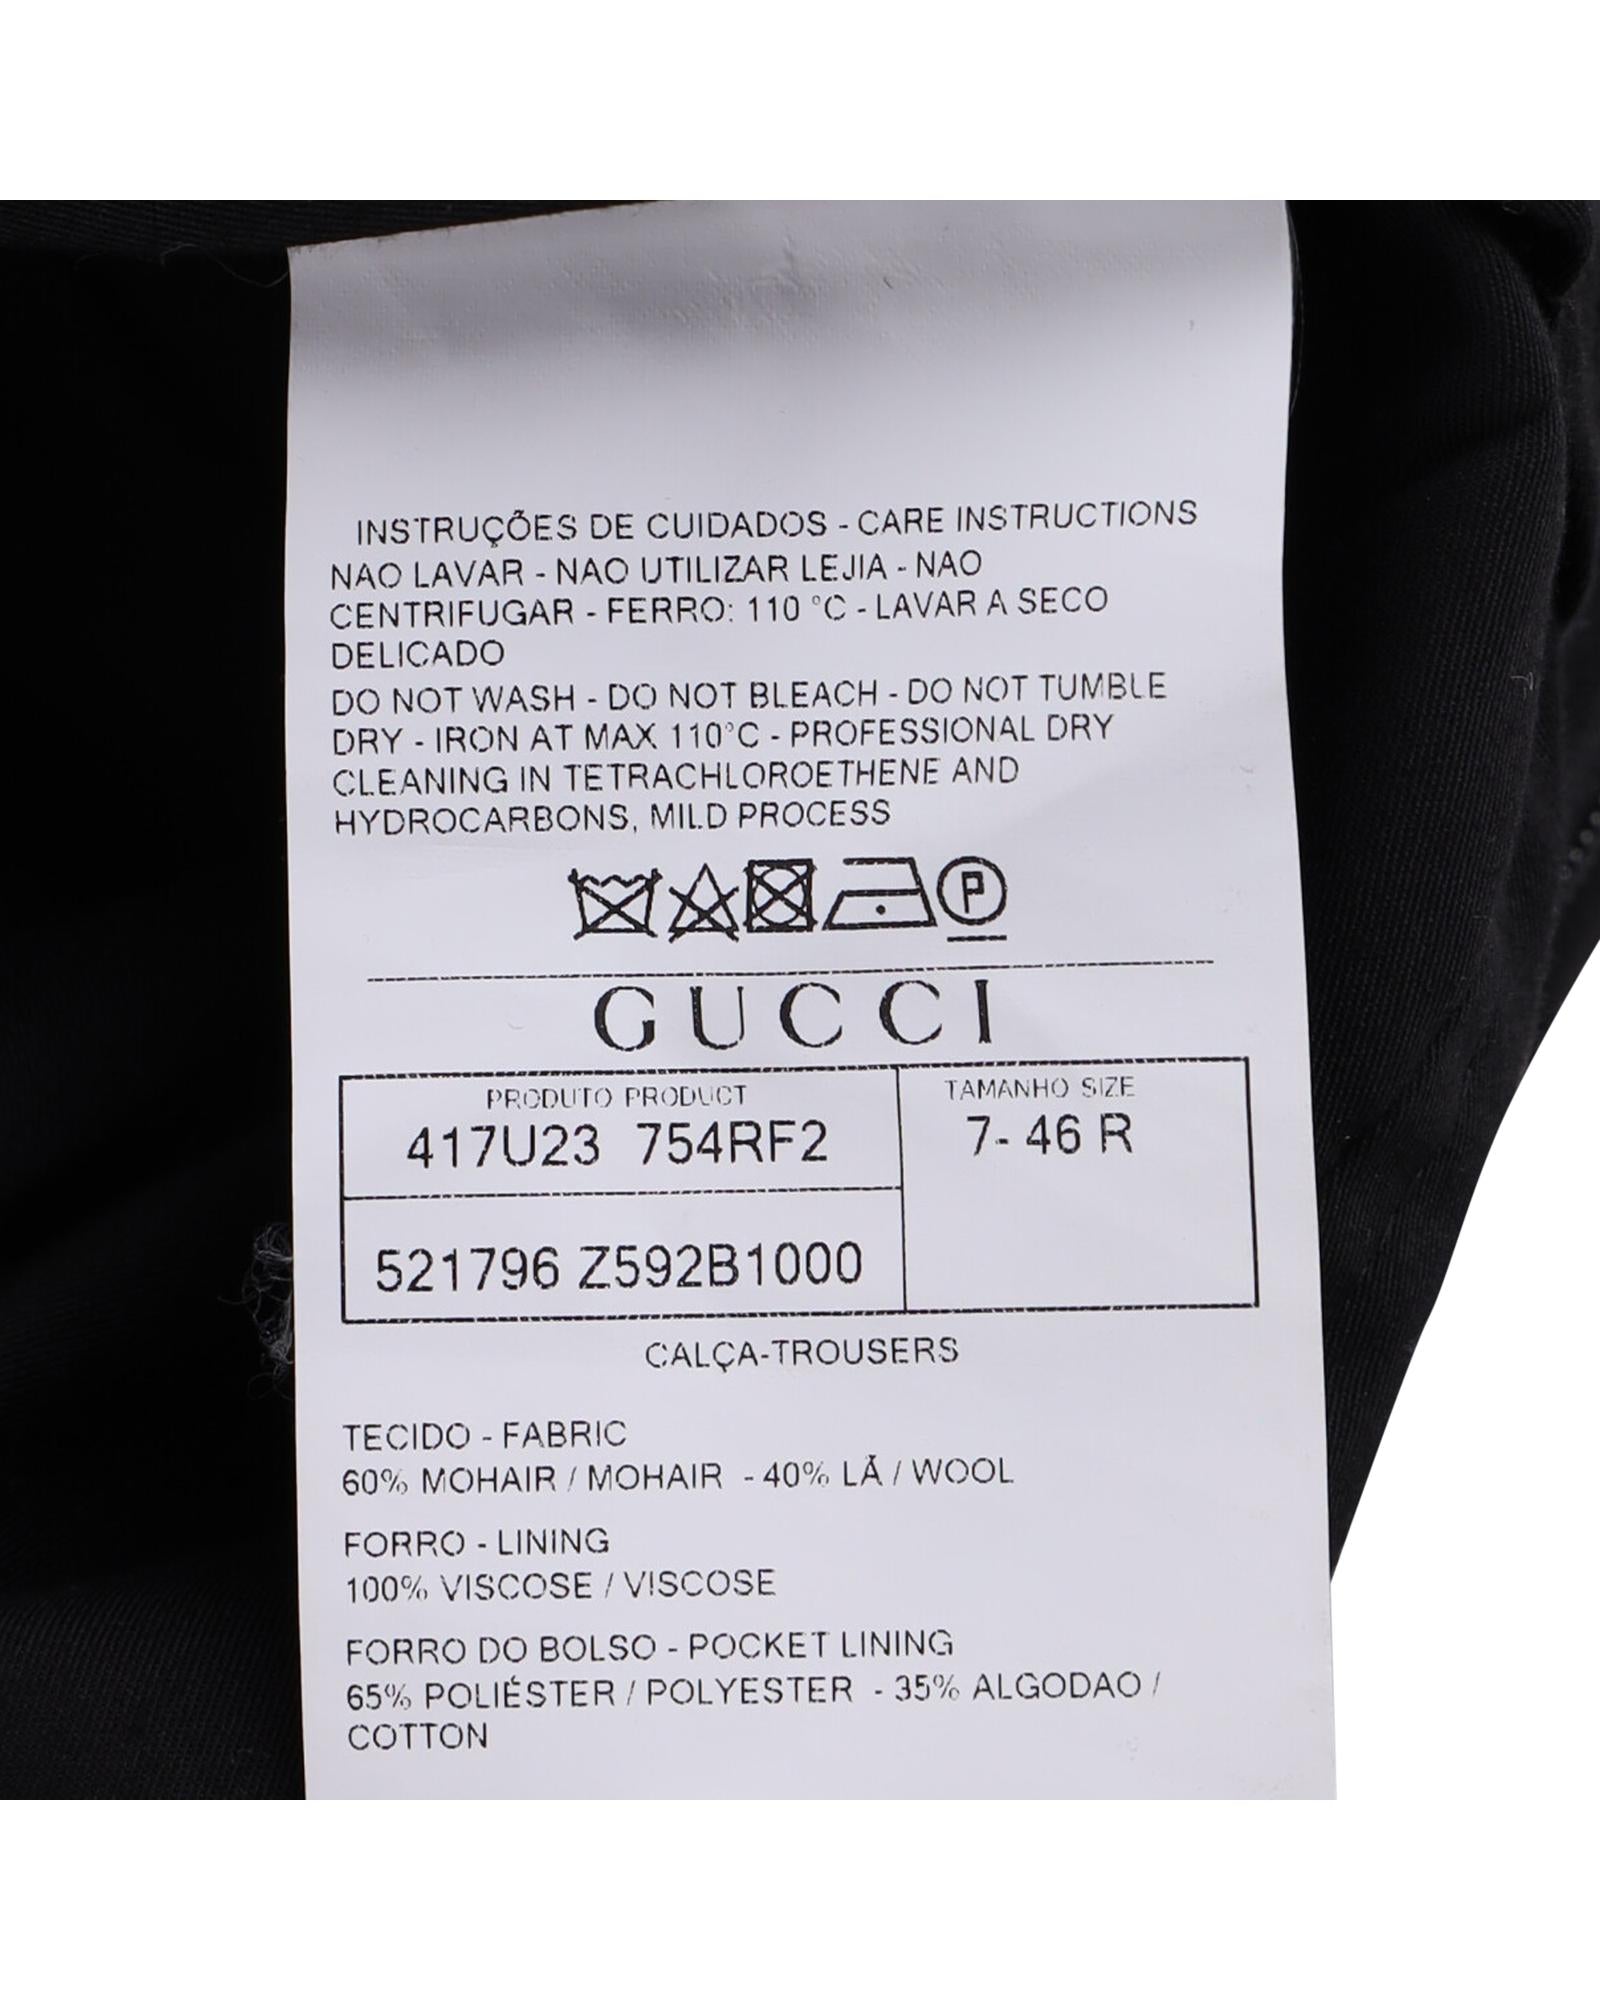 INSTRUÇÕES DE CUIDADOS - CARE INSTRUCTIONS
NAO LAVAR - NAO UTILIZAR LEJIA - NAO
CENTRIFUGAR - FERRO: 110 °C - LAVAR A SECO
DELICADO
DO NOT WASH - DO NOT BLEACH - DO NOT TUMBLE
DRY - IRON AT MAX 110°C - PROFESSIONAL DRY
CLEANING IN TETRACHLOROETHENE AND
HYDROCARBONS, MILD PROCESS
P
GUCCI
PRODUTO PRODUCT
417U23 754RF2
521796 Z592B1000
TAMANHO SIZE
7- 46 R
CALÇA-TROUSERS
TECIDO - FABRIC
60% MOHAIR / MOHAIR - 40% LÃ / WOOL
FORRO - LINING
100% VISCOSE / VISCOSE
FORRO DO BOLSO - POCKET LINING
65% POLIÉSTER / POLYESTER - 35% ALGODAO /
COTTON